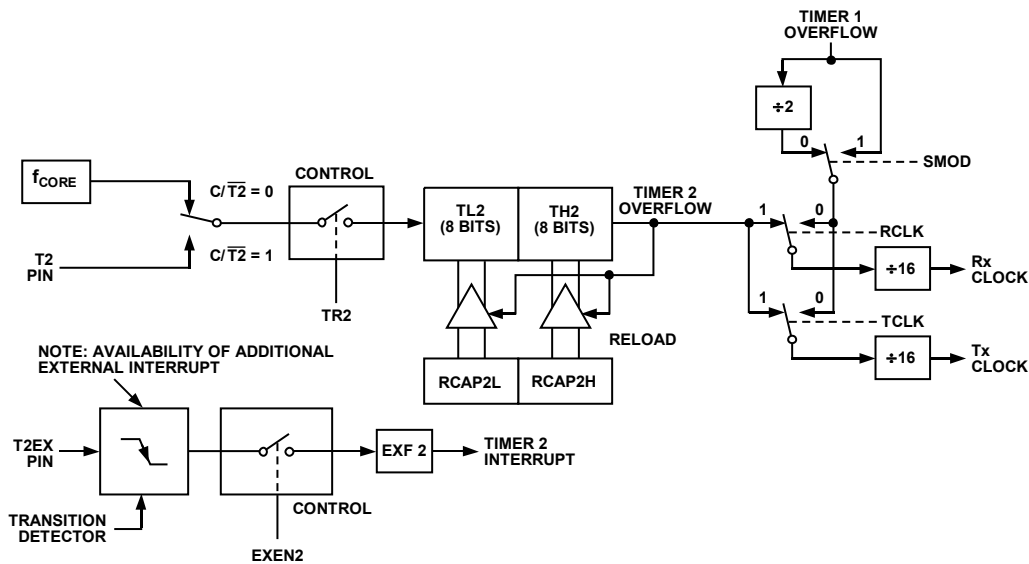 TIMER 1
OVERFLOW
÷2
0
1
SMOD
fCORE
C/T2 = 0
CONTROL
TL2
(8 BITS)
TH2
(8 BITS)
TIMER 2
OVERFLOW
1
0
RCLK
T2
PIN
C/T2 = 1
÷16
Rx
CLOCK
TR2
1
0
TCLK
RELOAD
NOTE: AVAILABILITY OF ADDITIONAL
EXTERNAL INTERRUPT
RCAP2L
RCAP2H
÷16
Tx
CLOCK
T2EX
PIN
EXF 2
TIMER 2
INTERRUPT
CONTROL
TRANSITION
DETECTOR
EXEN2